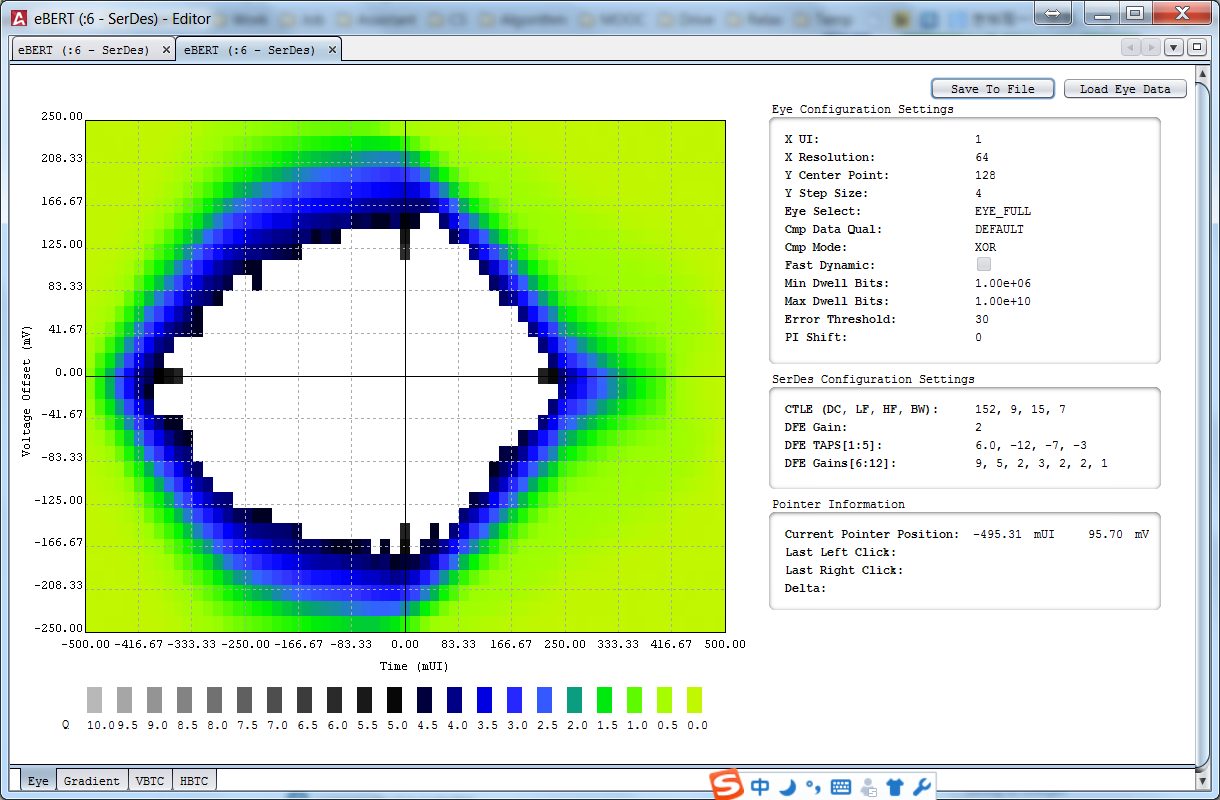 eBERT (:6 - SerDes) - Editor
eBERT (:6 - SerDes) eBERT (:6 - SerDes)
Save To File Load Eye Data
Eye Configuration Settings
X UI: 1
X Resolution: 64
Y Center Point: 128
Y Step Size: 4
Eye Select: EYE_FULL
Cmp Data Qual: DEFAULT
Cmp Mode: XOR
Fast Dynamic:
Min Dwell Bits: 1.00e+06
Max Dwell Bits: 1.00e+10
Error Threshold: 30
PI Shift: 0
SerDes Configuration Settings
CTLE (DC, LF, HF, BW): 152, 9, 15, 7
DFE Gain: 2
DFE TAPS[1:5]: 6.0, -12, -7, -3
DFE Gains[6:12]: 9, 5, 2, 3, 2, 2, 1
Pointer Information
Current Pointer Position: -495.31 mUI 95.70 mV
Last Left Click:
Last Right Click:
Delta:
Voltage Offset (mV)
250.00
208.33
166.67
125.00
83.33
41.67
0.00
-41.67
-83.33
-125.00
-166.67
-208.33
-250.00
-500.00 -416.67 -333.33 -250.00 -166.67 -83.33 0.00 83.33 166.67 250.00 333.33 416.67 500.00
Time (mUI)
Q 10.0 9.5 9.0 8.5 8.0 7.5 7.0 6.5 6.0 5.5 5.0 4.5 4.0 3.5 3.0 2.5 2.0 1.5 1.0 0.5 0.0
Eye Gradient VBTC HBTC
中